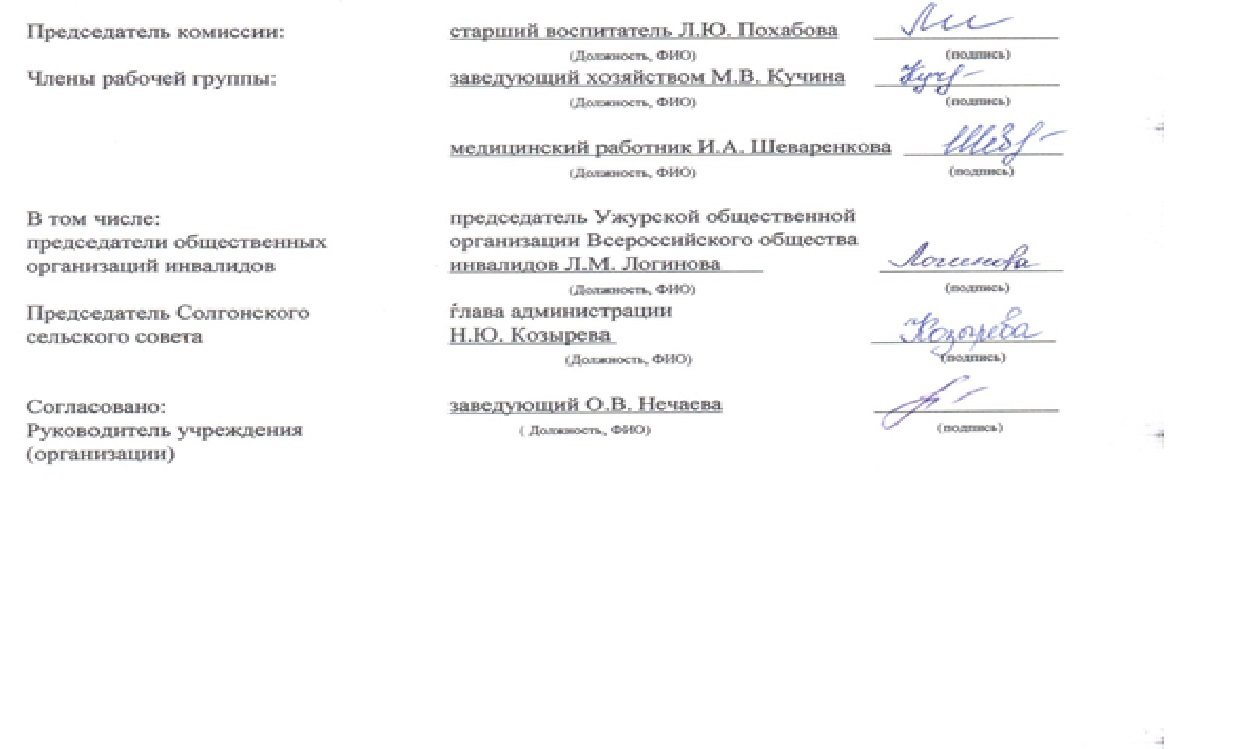 Председатель комиссии: старший воспитатель Л.Ю. Похабова
(Должность, ФИО) (подпись)
Члены рабочей группы: заведующий хозяйством М.В. Кучина Куч
(Должность, ФИО) (подпись)
медицинский работник И.А. Шеваренкова Шев
(Должность, ФИО) (подпись)
В том числе: председатель Ужурской общественной
председатели общественных организации Всероссийского общества
организаций инвалидов инвалидов Л.М. Логинова Логинова
(Должность, ФИО) (подпись)
Председатель Солгонского глава администрации
сельского совета Н.Ю. Козырева Козырева
(Должность, ФИО) (подпись)
Согласовано: заведующий О.В. Нечаева
Руководитель учреждения ( Должность, ФИО) (подпись)
(организации)